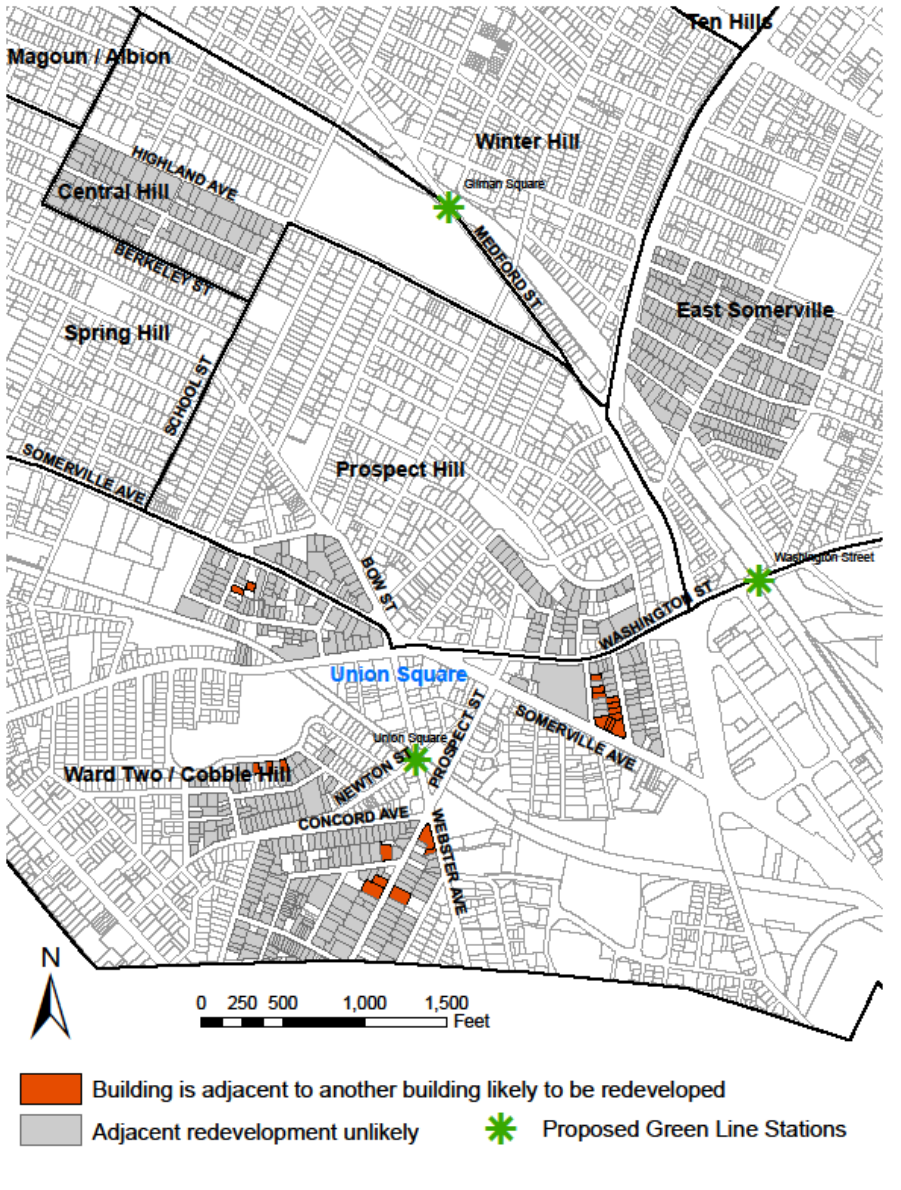 Ten Hills
Magoun / Albion
Winter Hill
HIGHLAND AVE
Gilman Square
Central Hill
MEDFORD ST
BERKELEY ST
East Somerville
Spring Hill
SCHOOL ST
SOMERVILLE AVE
Prospect Hill
Washington Street
BOW ST
WASHINGTON ST
Union Square
SOMERVILLE AVE
PROSPECT ST
Union Square
Ward Two / Cobble Hill
NEWTON ST
CONCORD AVE
WEBSTER AVE
N
0 250 500 1,000 1,500
Feet
Building is adjacent to another building likely to be redeveloped
Adjacent redevelopment unlikely
Proposed Green Line Stations